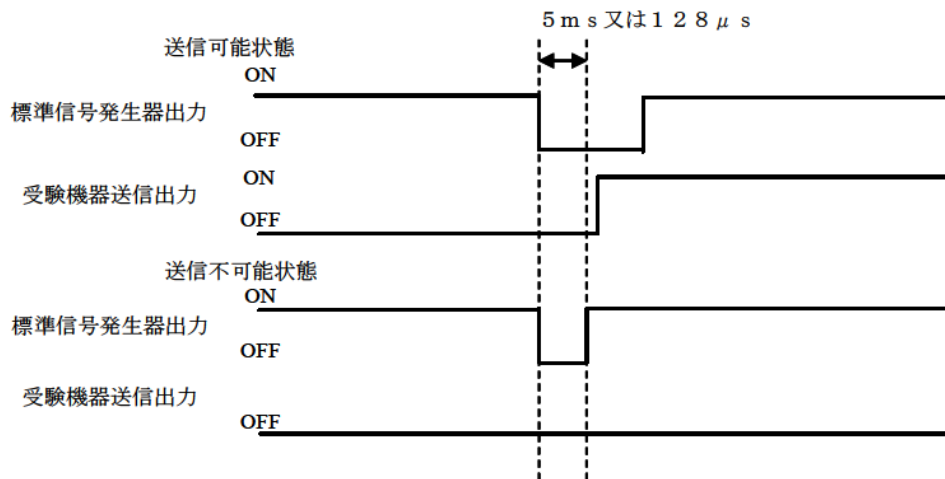 5ms又は128μs
送信可能状態
ON
標準信号発生器出力
OFF
ON
受験機器送信出力
OFF
送信不可能状態
ON
標準信号発生器出力
OFF
受験機器送信出力
OFF